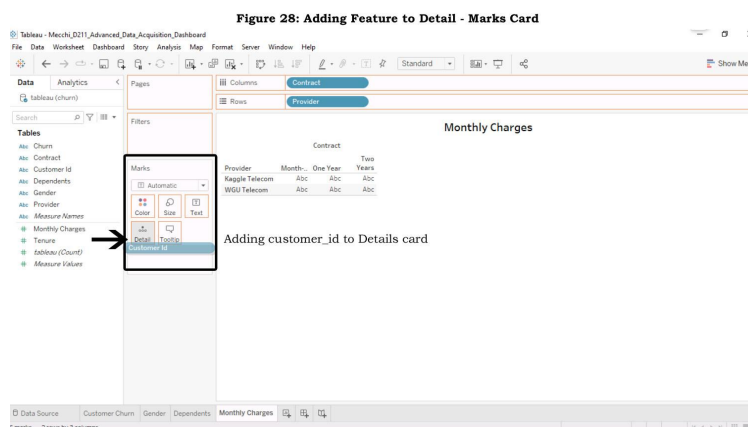 Figure 28: Adding Feature to Detail - Marks Card
Tableau - Mecchi_D211_Advanced_Data_Acquisition_Dashboard
File Data Worksheet Dashboard Story Analysis Map Format Server Window Help
Standard
Show Me
Data Analytics
Pages
Columns Contract
tableau (churn)
Rows Provider
Search
Filters
Monthly Charges
Tables
Abc Churn
Abc Contract
Abc Customer Id
Abc Dependents
Abc Gender
Abc Provider
Abc Measure Names
# Monthly Charges
# Tenure
# tableau (Count)
# Measure Values
Marks
Automatic
Color Size Text
Detail Tooltip
Customer Id
Contract
Two
Provider Month-.. One Year Years
Kaggle Telecom Abc Abc Abc
WGU Telecom Abc Abc Abc
Adding customer_id to Details card
Data Source Customer Churn Gender Dependents Monthly Charges